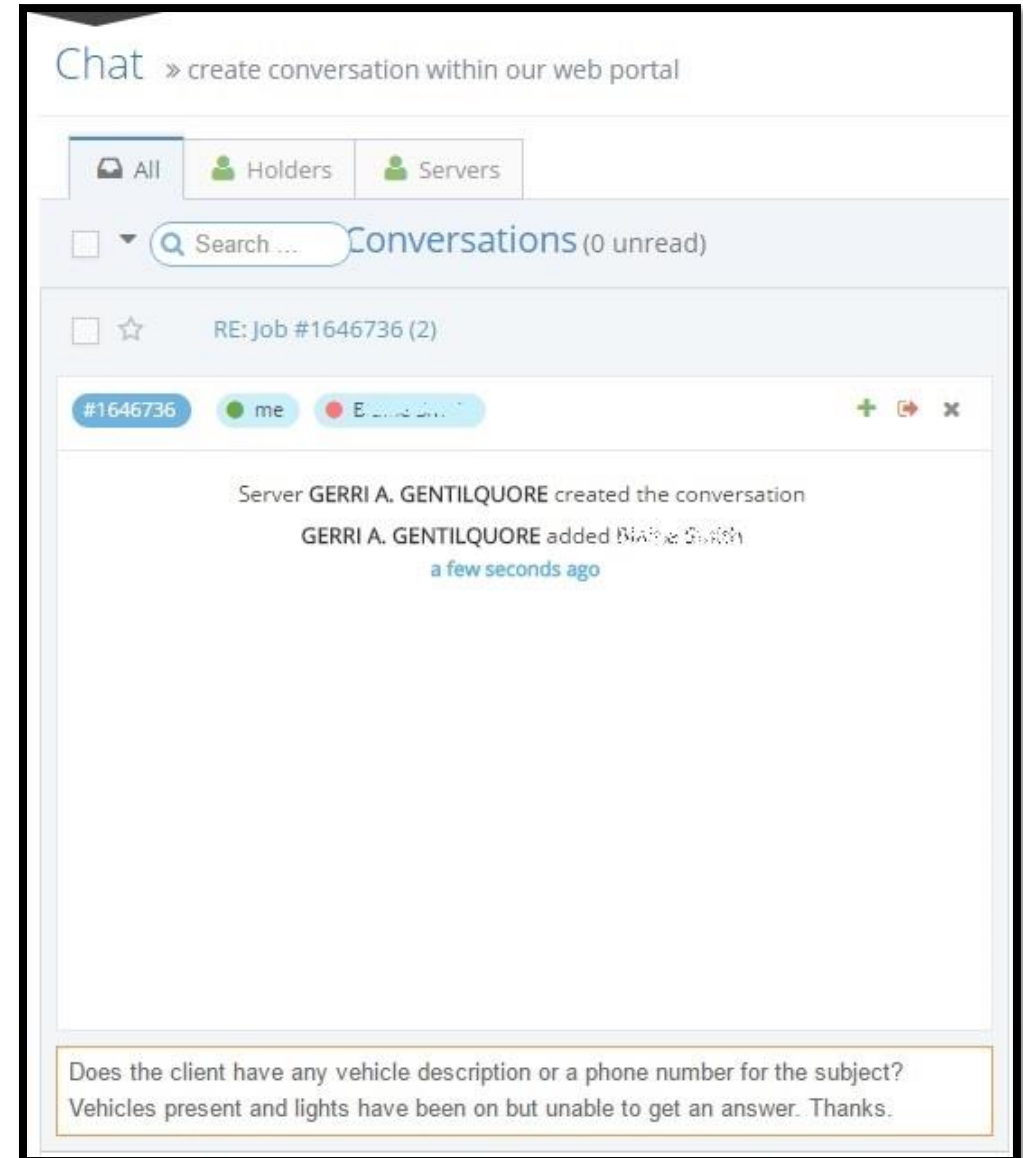 Chat » create conversation within our web portal
All Holders Servers
Search ... Conversations (0 unread)
RE: Job #1646736 (2)
#1646736 me
Server GERRI A. GENTILQUORE created the conversation
GERRI A. GENTILQUORE added
a few seconds ago
Does the client have any vehicle description or a phone number for the subject?
Vehicles present and lights have been on but unable to get an answer. Thanks.